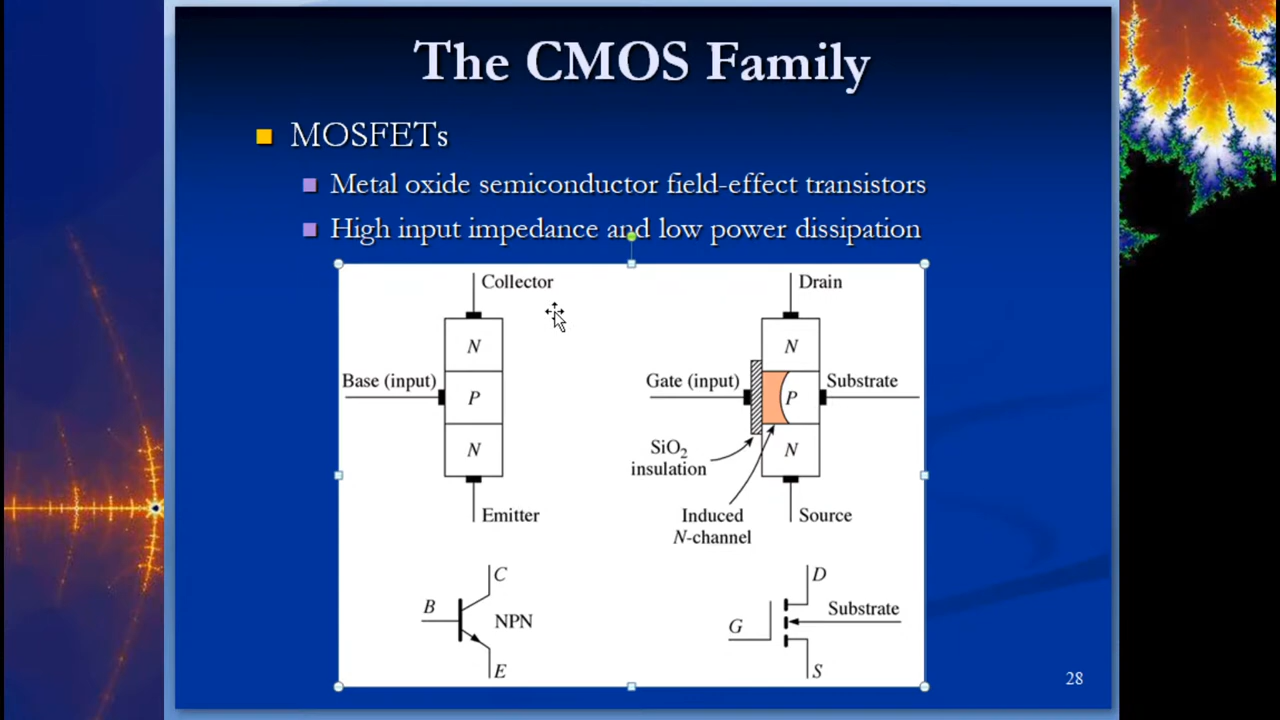 The CMOS Family
MOSFETs
Metal oxide semiconductor field-effect transistors
High input impedance and low power dissipation
Collector
N
Base (input)
P
N
Emitter
Drain
N
Gate (input)
P
Substrate
SiO₂
insulation
N
Induced
N-channel
Source
C
B
NPN
E
D
Substrate
G
S
28